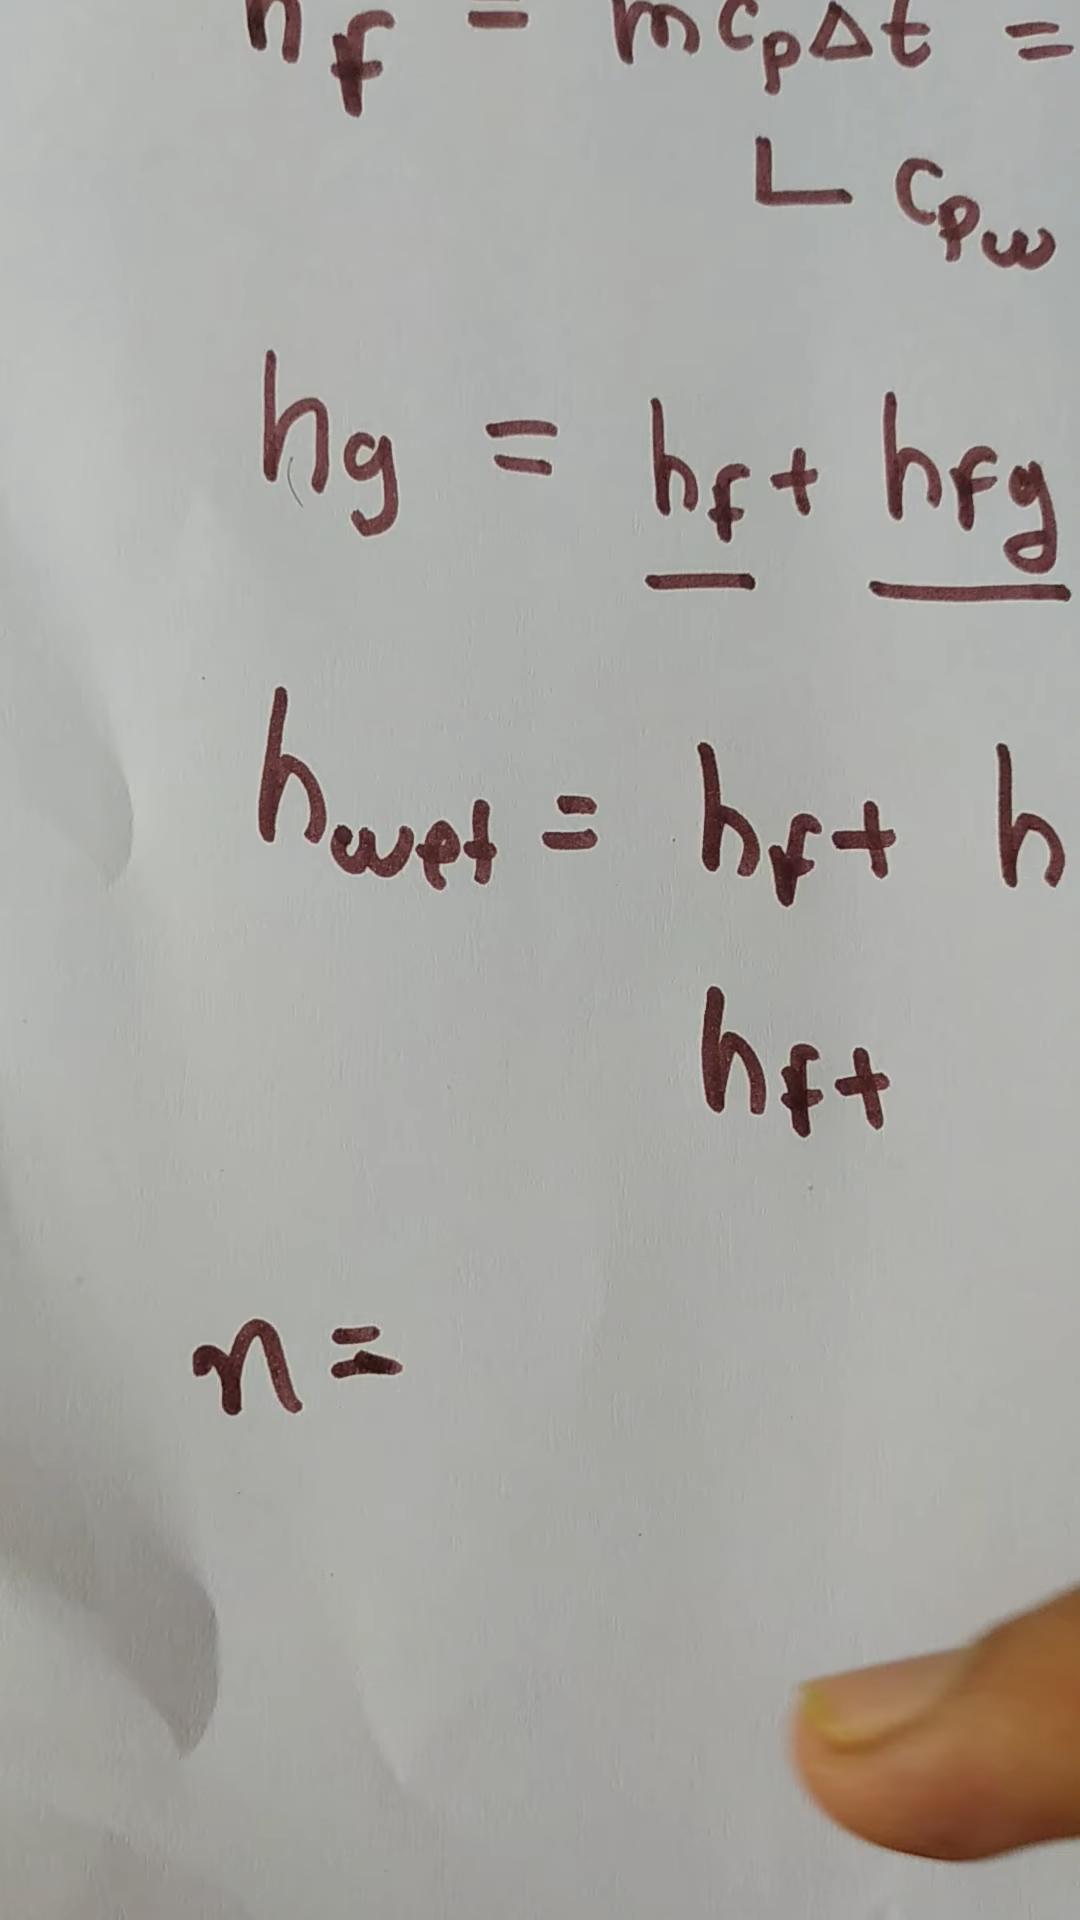 hf = mcpΔt =
cpw
hg = hf + hfg
hwet = hf + h
hf +
n =